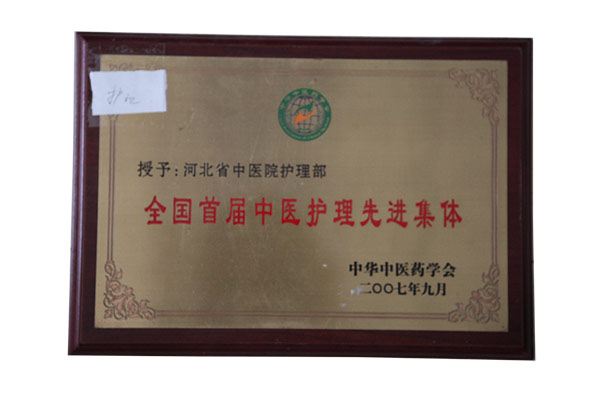 授予:河北省中医院护理部
全国首届中医护理先进集体
中华中医药学会
二〇〇七年九月